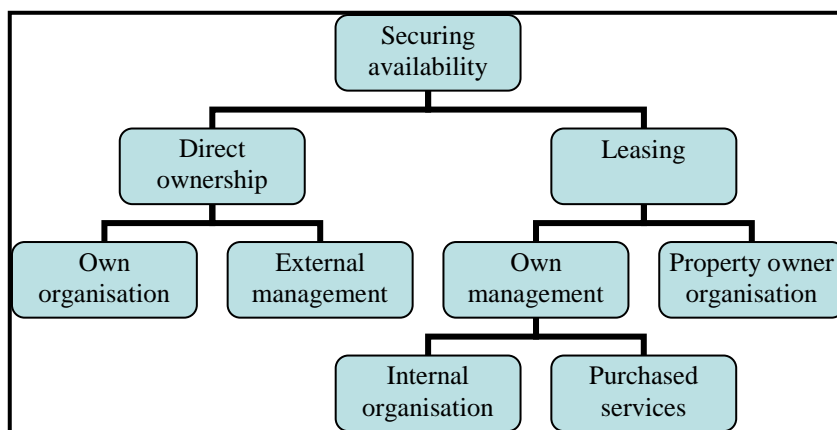 Securing
availability
Direct
ownership
Leasing
Own
organisation
External
management
Own
management
Property owner
organisation
Internal
organisation
Purchased
services